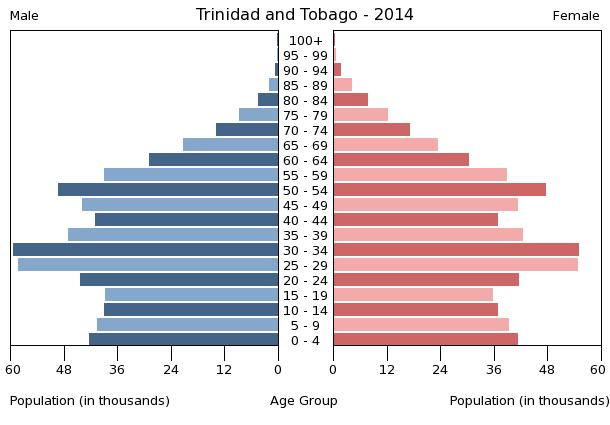 Male
Trinidad and Tobago - 2014
Female
100+
95 - 99
90 - 94
85 - 89
80 - 84
75 - 79
70 - 74
65 - 69
60 - 64
55 - 59
50 - 54
45 - 49
40 - 44
35 - 39
30 - 34
25 - 29
20 - 24
15 - 19
10 - 14
5 - 9
0 - 4
60 48 36 24 12 0 0 12 24 36 48 60
Population (in thousands) Age Group Population (in thousands)